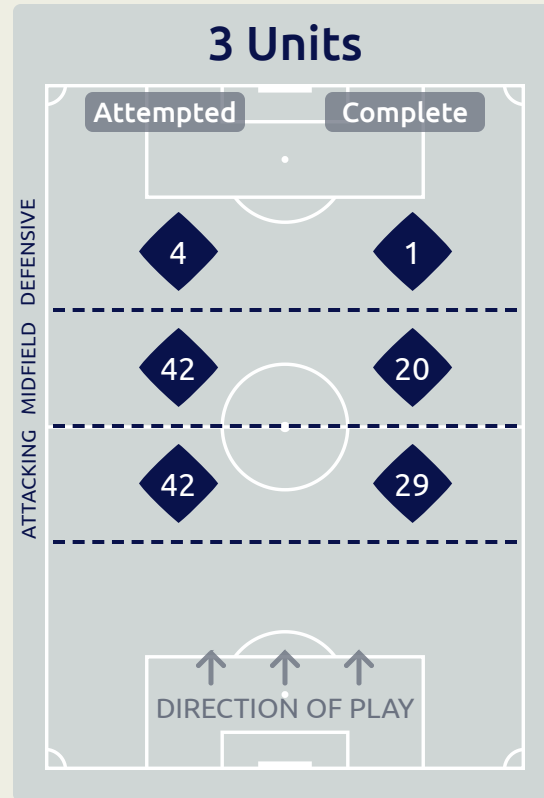 3 Units
Attempted Complete
DEFENSIVE
4 1
MIDFIELD
42 20
ATTACKING
42 29
DIRECTION OF PLAY